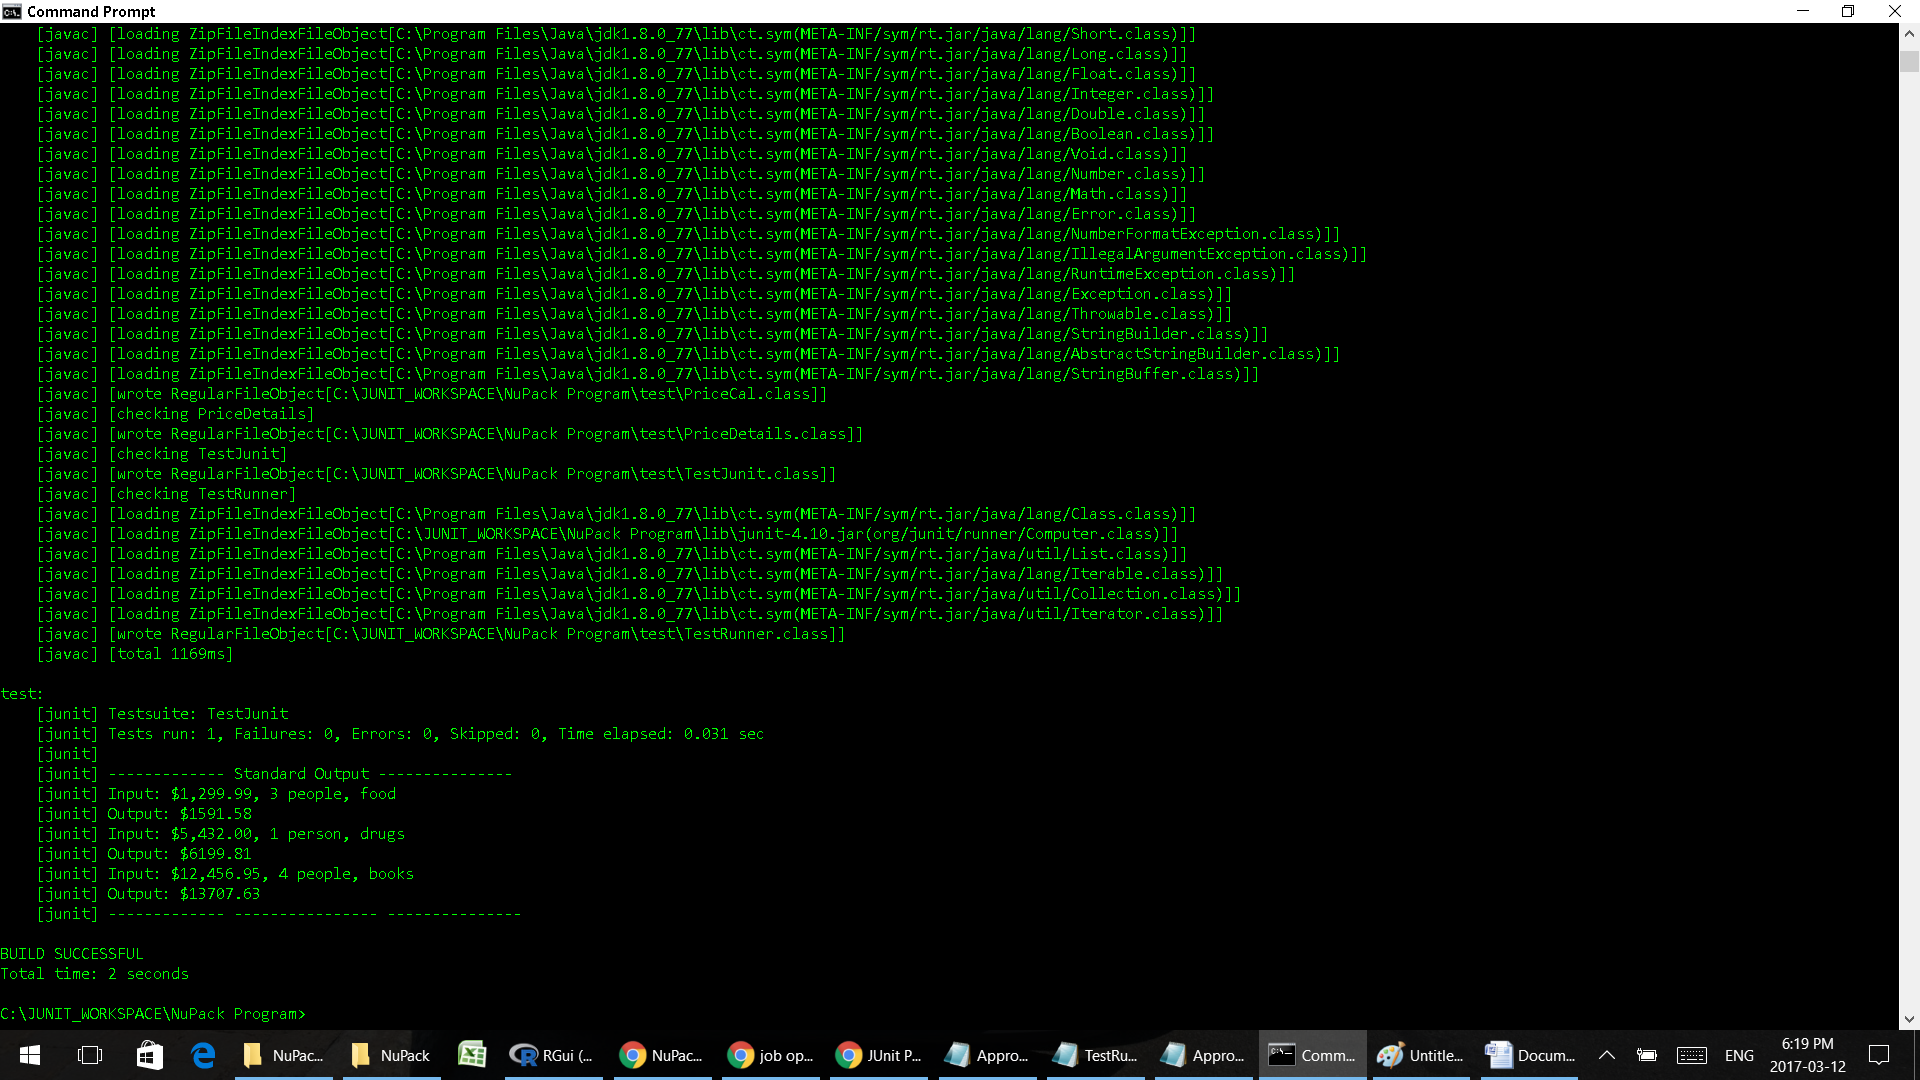 Command Prompt
[javac] [loading ZipFileIndexFileObject[C:\Program Files\Java\jdk1.8.0_77\lib\ct.sym(META-INF/sym/rt.jar/java/lang/Short.class)]]
[javac] [loading ZipFileIndexFileObject[C:\Program Files\Java\jdk1.8.0_77\lib\ct.sym(META-INF/sym/rt.jar/java/lang/Long.class)]]
[javac] [loading ZipFileIndexFileObject[C:\Program Files\Java\jdk1.8.0_77\lib\ct.sym(META-INF/sym/rt.jar/java/lang/Float.class)]]
[javac] [loading ZipFileIndexFileObject[C:\Program Files\Java\jdk1.8.0_77\lib\ct.sym(META-INF/sym/rt.jar/java/lang/Integer.class)]]
[javac] [loading ZipFileIndexFileObject[C:\Program Files\Java\jdk1.8.0_77\lib\ct.sym(META-INF/sym/rt.jar/java/lang/Double.class)]]
[javac] [loading ZipFileIndexFileObject[C:\Program Files\Java\jdk1.8.0_77\lib\ct.sym(META-INF/sym/rt.jar/java/lang/Boolean.class)]]
[javac] [loading ZipFileIndexFileObject[C:\Program Files\Java\jdk1.8.0_77\lib\ct.sym(META-INF/sym/rt.jar/java/lang/Void.class)]]
[javac] [loading ZipFileIndexFileObject[C:\Program Files\Java\jdk1.8.0_77\lib\ct.sym(META-INF/sym/rt.jar/java/lang/Number.class)]]
[javac] [loading ZipFileIndexFileObject[C:\Program Files\Java\jdk1.8.0_77\lib\ct.sym(META-INF/sym/rt.jar/java/lang/Math.class)]]
[javac] [loading ZipFileIndexFileObject[C:\Program Files\Java\jdk1.8.0_77\lib\ct.sym(META-INF/sym/rt.jar/java/lang/Error.class)]]
[javac] [loading ZipFileIndexFileObject[C:\Program Files\Java\jdk1.8.0_77\lib\ct.sym(META-INF/sym/rt.jar/java/lang/NumberFormatException.class)]]
[javac] [loading ZipFileIndexFileObject[C:\Program Files\Java\jdk1.8.0_77\lib\ct.sym(META-INF/sym/rt.jar/java/lang/IllegalArgumentException.class)]]
[javac] [loading ZipFileIndexFileObject[C:\Program Files\Java\jdk1.8.0_77\lib\ct.sym(META-INF/sym/rt.jar/java/lang/RuntimeException.class)]]
[javac] [loading ZipFileIndexFileObject[C:\Program Files\Java\jdk1.8.0_77\lib\ct.sym(META-INF/sym/rt.jar/java/lang/Exception.class)]]
[javac] [loading ZipFileIndexFileObject[C:\Program Files\Java\jdk1.8.0_77\lib\ct.sym(META-INF/sym/rt.jar/java/lang/Throwable.class)]]
[javac] [loading ZipFileIndexFileObject[C:\Program Files\Java\jdk1.8.0_77\lib\ct.sym(META-INF/sym/rt.jar/java/lang/StringBuilder.class)]]
[javac] [loading ZipFileIndexFileObject[C:\Program Files\Java\jdk1.8.0_77\lib\ct.sym(META-INF/sym/rt.jar/java/lang/AbstractStringBuilder.class)]]
[javac] [loading ZipFileIndexFileObject[C:\Program Files\Java\jdk1.8.0_77\lib\ct.sym(META-INF/sym/rt.jar/java/lang/StringBuffer.class)]]
[javac] [wrote RegularFileObject[C:\JUNIT_WORKSPACE\NuPack Program\test\PriceCal.class]]
[javac] [checking PriceDetails]
[javac] [wrote RegularFileObject[C:\JUNIT_WORKSPACE\NuPack Program\test\PriceDetails.class]]
[javac] [checking TestJunit]
[javac] [wrote RegularFileObject[C:\JUNIT_WORKSPACE\NuPack Program\test\TestJunit.class]]
[javac] [checking TestRunner]
[javac] [loading ZipFileIndexFileObject[C:\Program Files\Java\jdk1.8.0_77\lib\ct.sym(META-INF/sym/rt.jar/java/lang/Class.class)]]
[javac] [loading ZipFileIndexFileObject[C:\JUNIT_WORKSPACE\NuPack Program\lib\junit-4.10.jar(org/junit/runner/Computer.class)]]
[javac] [loading ZipFileIndexFileObject[C:\Program Files\Java\jdk1.8.0_77\lib\ct.sym(META-INF/sym/rt.jar/java/util/List.class)]]
[javac] [loading ZipFileIndexFileObject[C:\Program Files\Java\jdk1.8.0_77\lib\ct.sym(META-INF/sym/rt.jar/java/lang/Iterable.class)]]
[javac] [loading ZipFileIndexFileObject[C:\Program Files\Java\jdk1.8.0_77\lib\ct.sym(META-INF/sym/rt.jar/java/util/Collection.class)]]
[javac] [loading ZipFileIndexFileObject[C:\Program Files\Java\jdk1.8.0_77\lib\ct.sym(META-INF/sym/rt.jar/java/util/Iterator.class)]]
[javac] [wrote RegularFileObject[C:\JUNIT_WORKSPACE\NuPack Program\test\TestRunner.class]]
[javac] [total 1169ms]
test:
[junit] Testsuite: TestJunit
[junit] Tests run: 1, Failures: 0, Errors: 0, Skipped: 0, Time elapsed: 0.031 sec
[junit]
[junit] ------------- Standard Output ---------------
[junit] Input: $1,299.99, 3 people, food
[junit] Output: $1591.58
[junit] Input: $5,432.00, 1 person, drugs
[junit] Output: $6199.81
[junit] Input: $12,456.95, 4 people, books
[junit] Output: $13707.63
[junit] ------------- ---------------- ---------------
BUILD SUCCESSFUL
Total time: 2 seconds
C:\JUNIT_WORKSPACE\NuPack Program>
NuPac... NuPack RGui (... NuPac... job op... JUnit P... Appro... TestRu... Appro... Comm... Untitle... Docum... ENG 6:19 PM
2017-03-12